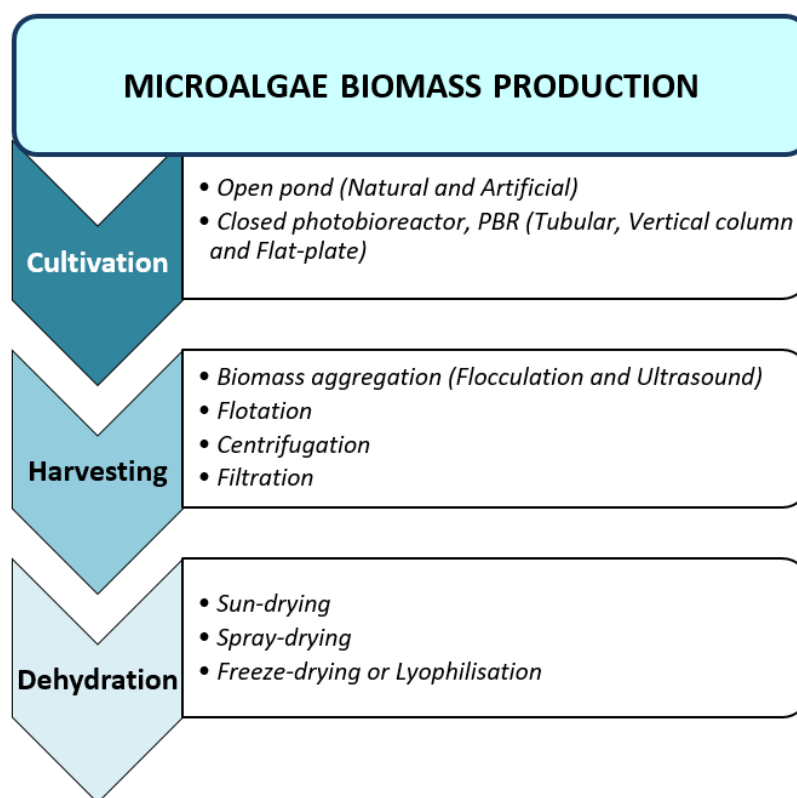 MICROALGAE BIOMASS PRODUCTION
Cultivation
• Open pond (Natural and Artificial)
• Closed photobioreactor, PBR (Tubular, Vertical column
and Flat-plate)
Harvesting
• Biomass aggregation (Flocculation and Ultrasound)
• Flotation
• Centrifugation
• Filtration
Dehydration
• Sun-drying
• Spray-drying
• Freeze-drying or Lyophilisation